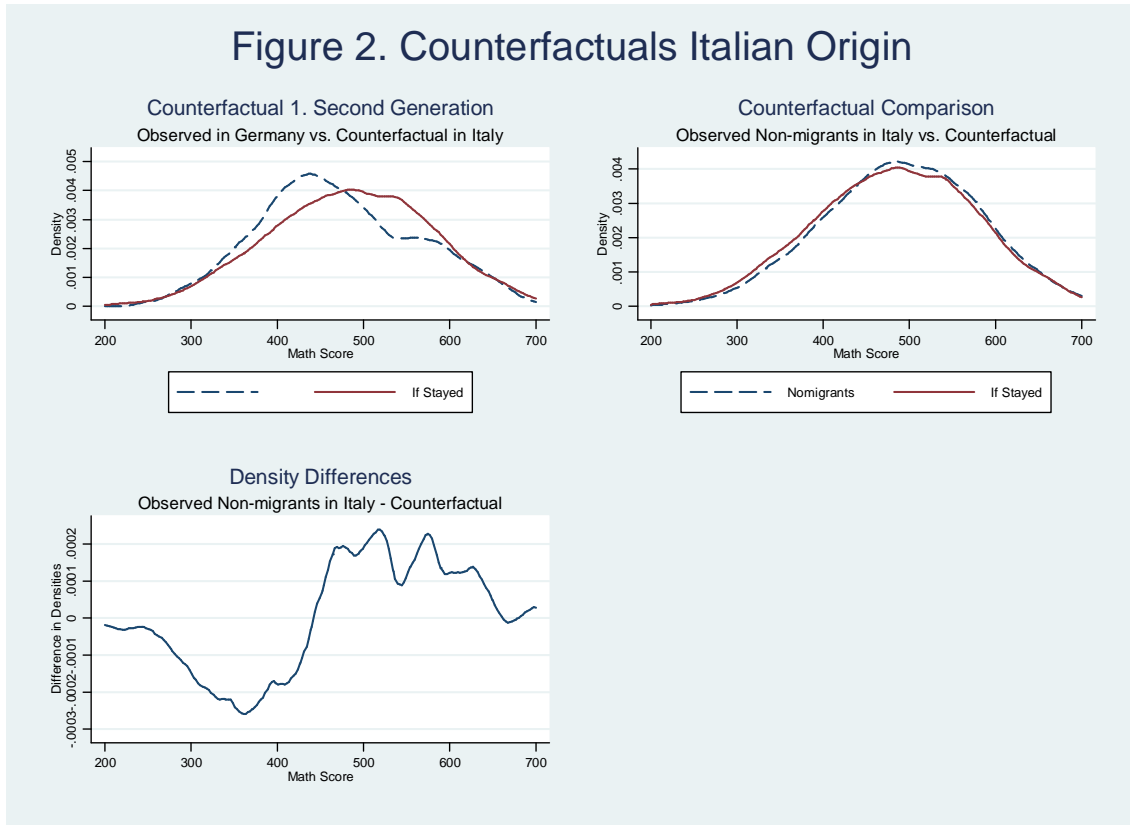 Figure 2. Counterfactuals Italian Origin
Counterfactual 1. Second Generation
Observed in Germany vs. Counterfactual in Italy
Density
0 .001 .002 .003 .004 .005
200 300 400 500 600 700
Math Score
If Stayed
Counterfactual Comparison
Observed Non-migrants in Italy vs. Counterfactual
Density
0 .001 .002 .003 .004
200 300 400 500 600 700
Math Score
Nomigrants If Stayed
Density Differences
Observed Non-migrants in Italy - Counterfactual
Difference in Densities
-.0003 -.0002 -.0001 0 .0001 .0002
200 300 400 500 600 700
Math Score